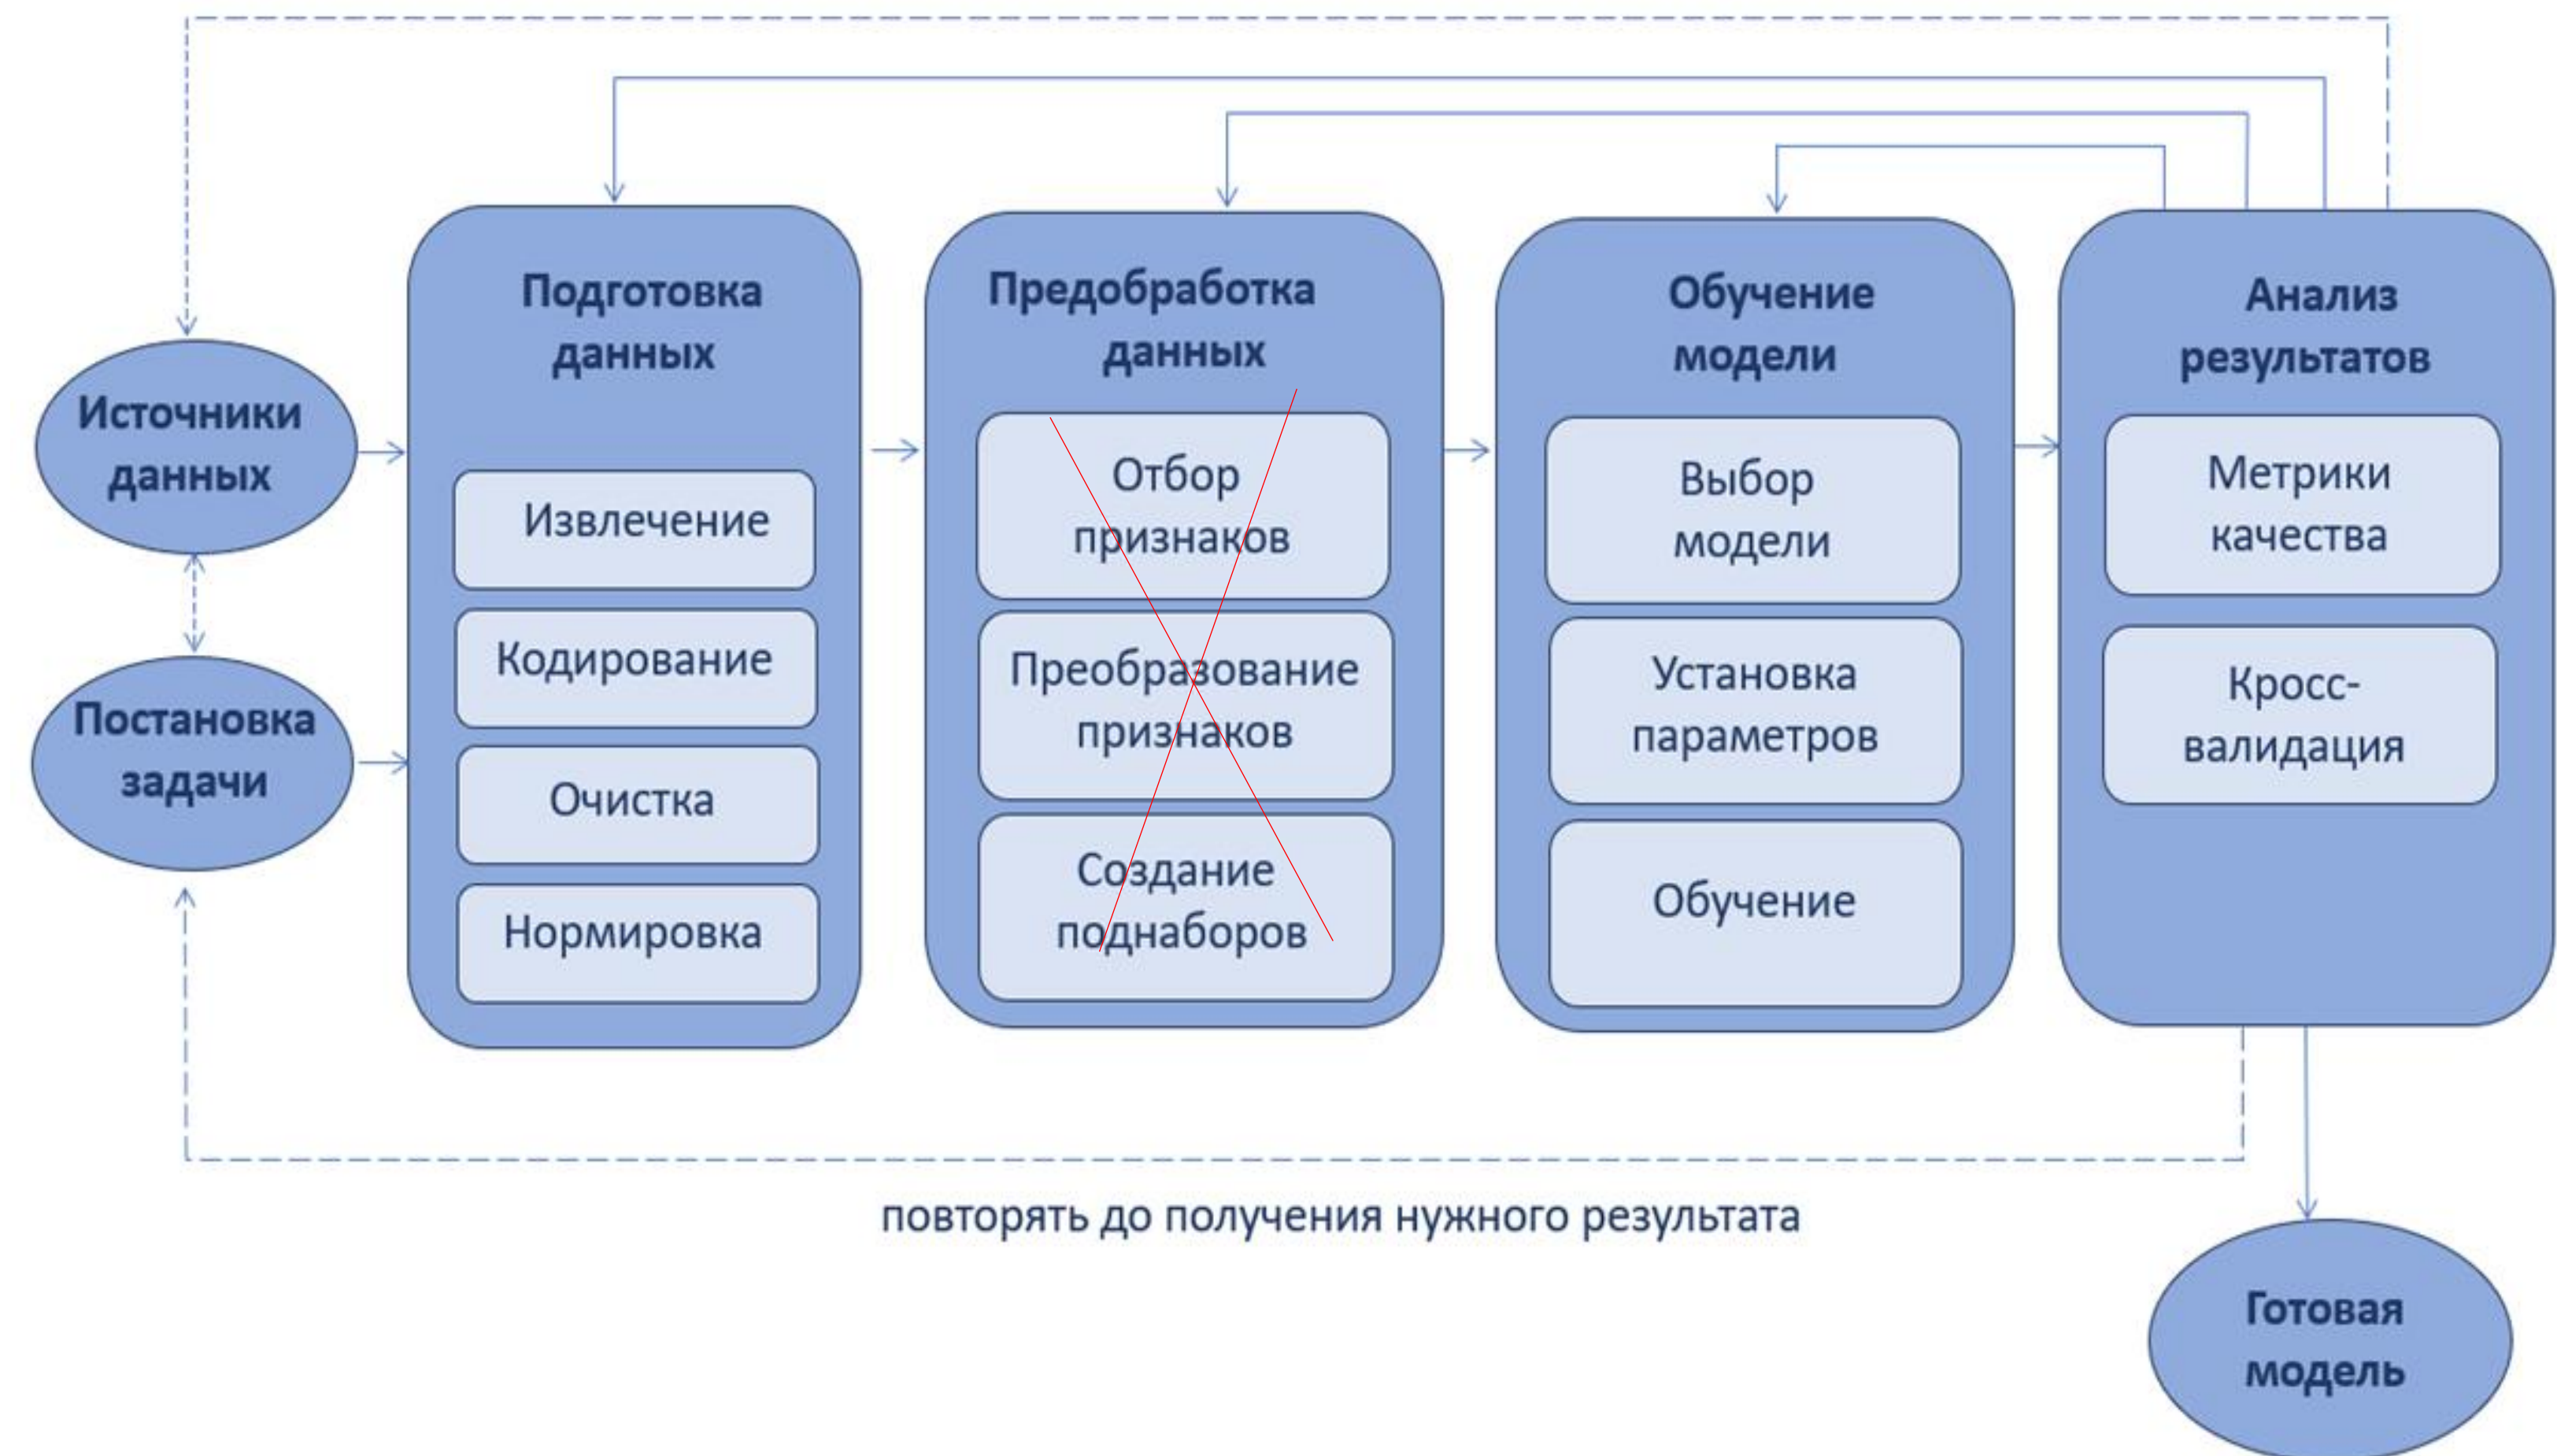 Источники
данных
Постановка
задачи
Подготовка
данных
Извлечение
Кодирование
Очистка
Нормировка
Предобработка
данных
Отбор
признаков
Преобразование
признаков
Создание
поднаборов
Обучение
модели
Выбор
модели
Установка
параметров
Обучение
Анализ
результатов
Метрики
качества
Кросс-
валидация
повторять до получения нужного результата
Готовая
модель